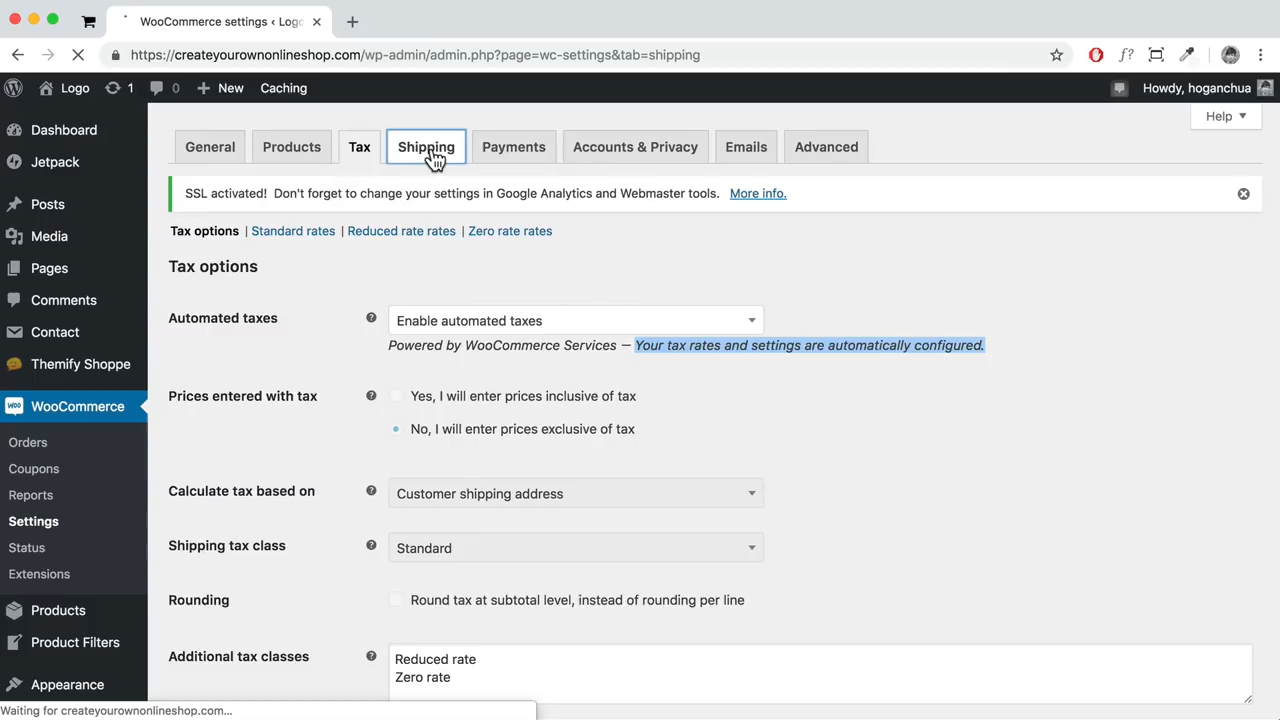 WooCommerce settings ‹ Logo
https://createyourownonlineshop.com/wp-admin/admin.php?page=wc-settings&tab=shipping
f?
Logo 1 0 New Caching Howdy, hoganchua
Help
Dashboard
Jetpack
Posts
Media
Pages
Comments
Contact
Themify Shoppe
WooCommerce
Orders
Coupons
Reports
Settings
Status
Extensions
Products
Product Filters
Appearance
General Products Tax Shipping Payments Accounts & Privacy Emails Advanced
SSL activated! Don't forget to change your settings in Google Analytics and Webmaster tools. More info.
Tax options | Standard rates | Reduced rate rates | Zero rate rates
Tax options
Automated taxes Enable automated taxes
Powered by WooCommerce Services — Your tax rates and settings are automatically configured.
Prices entered with tax Yes, I will enter prices inclusive of tax
No, I will enter prices exclusive of tax
Calculate tax based on Customer shipping address
Shipping tax class Standard
Rounding Round tax at subtotal level, instead of rounding per line
Additional tax classes Reduced rate
Zero rate
Waiting for createyourownonlineshop.com...